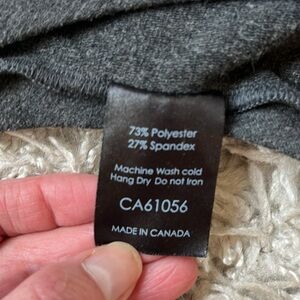 73% Polyester
27% Spandex
Machine Wash cold
Hang Dry Do not Iron
CA61056
MADE IN CANADA